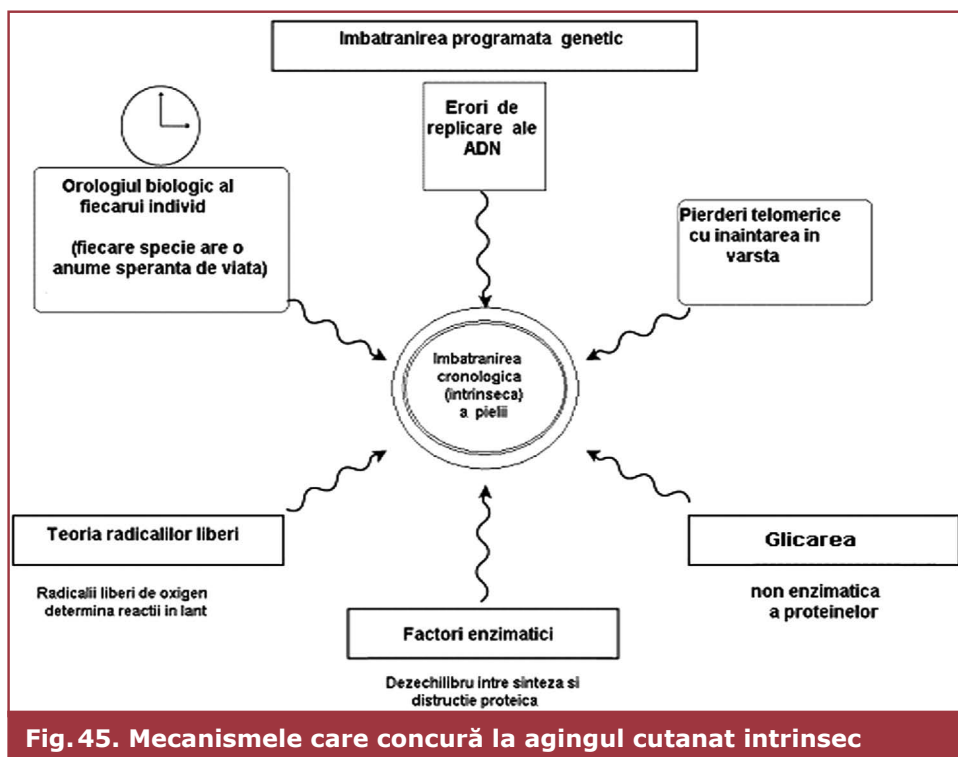 Imbatranirea programata genetic
Erori de
replicare ale
ADN
Orologiul biologic al
fiecarui individ
(fiecare specie are o
anume speranta de viata)
Pierderi telomerice
cu inaintarea in
varsta
Imbatranirea
cronologica
(intrinseca)
a pielii
Teoria radicalilor liberi
Radicalii liberi de oxigen
determina reactii in lant
Glicarea
non enzimatica
a proteinelor
Factori enzimatici
Dezechilibru intre sinteza si
distructie proteica
Fig. 45. Mecanismele care concură la agingul cutanat intrinsec